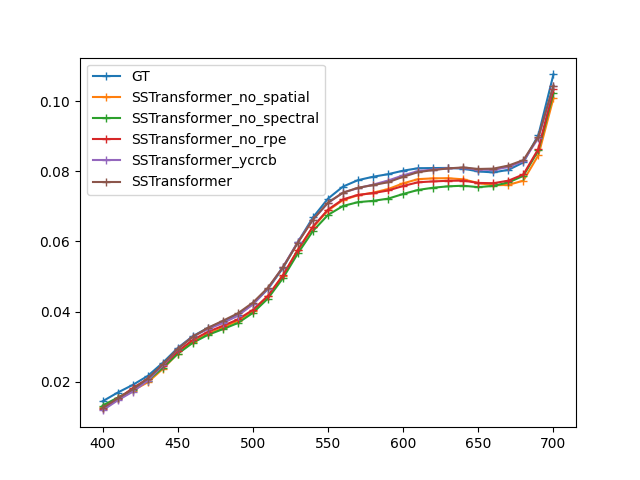 GT
SSTransformer_no_spatial
SSTransformer_no_spectral
SSTransformer_no_rpe
SSTransformer_ycrcb
SSTransformer
0.10
0.08
0.06
0.04
0.02
400 450 500 550 600 650 700